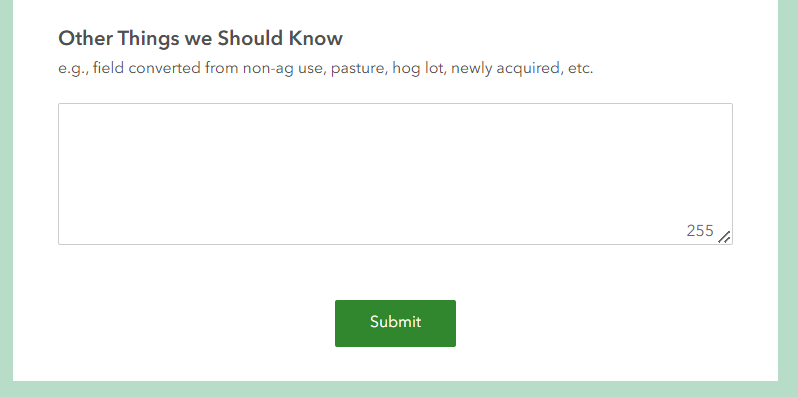 Other Things we Should Know
e.g., field converted from non-ag use, pasture, hog lot, newly acquired, etc.
255
Submit